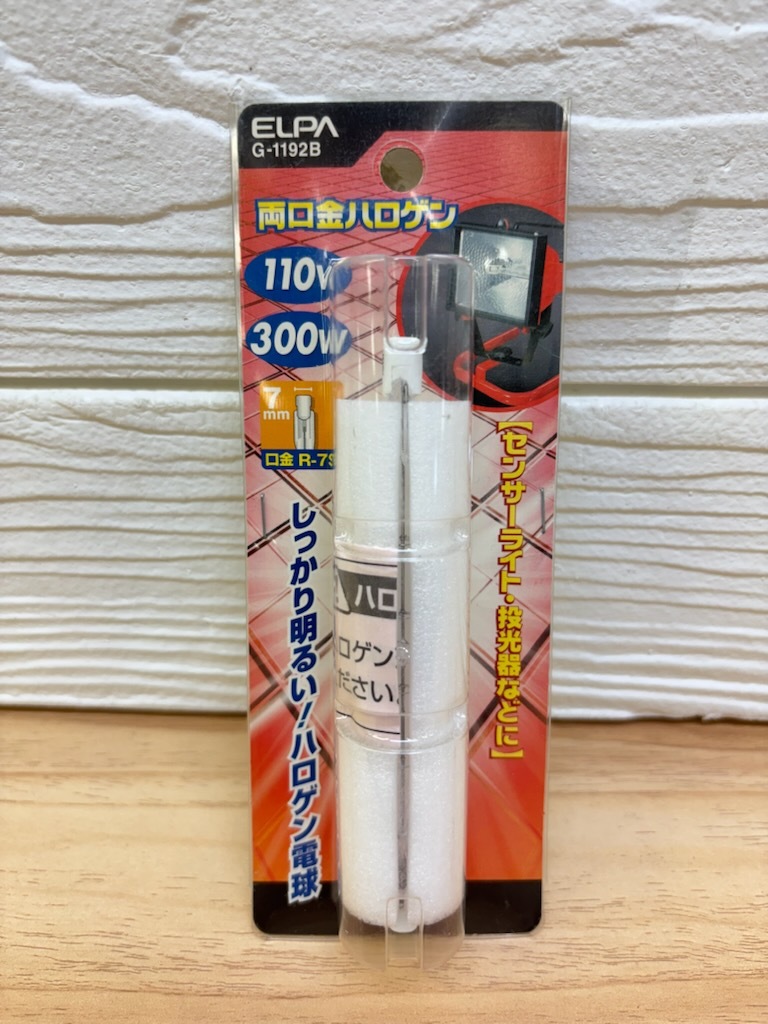 ELPA
G-1192B
両口金ハロゲン
110V
300W
7
mm
口金 R-7S
【センサーライト・投光器などに】
しっかり明るい!ハロゲン電球
ハロ
ロゲン
ださい。